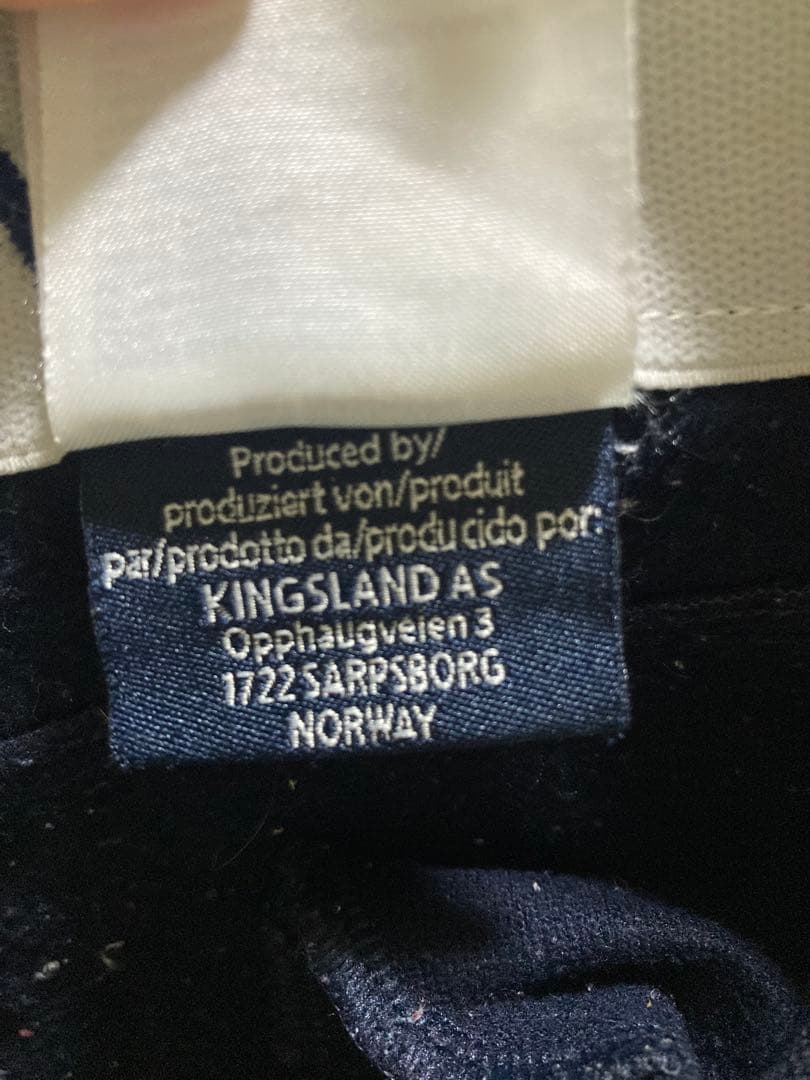 Produced by/
produziert von/produit
par/prodotto da/producido por:
KINGSLAND AS
Opphaugveien 3
1722 SARPSBORG
NORWAY